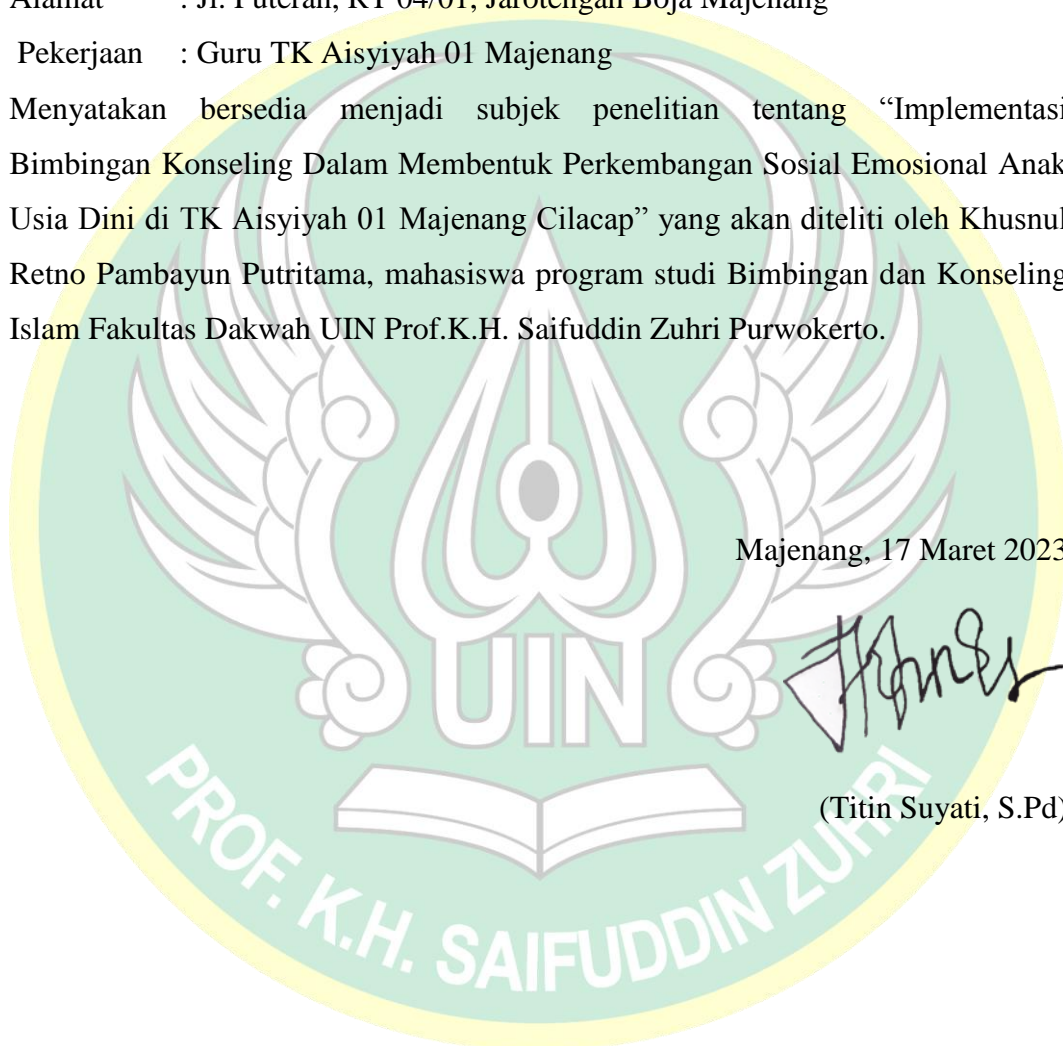 Alamat : Jl. Puteran, RT 04/01, Jarotengah Boja Majenang
Pekerjaan : Guru TK Aisyiyah 01 Majenang
Menyatakan bersedia menjadi subjek penelitian tentang “Implementasi
Bimbingan Konseling Dalam Membentuk Perkembangan Sosial Emosional Anak
Usia Dini di TK Aisyiyah 01 Majenang Cilacap” yang akan diteliti oleh Khusnul
Retno Pambayun Putritama, mahasiswa program studi Bimbingan dan Konseling
Islam Fakultas Dakwah UIN Prof.K.H. Saifuddin Zuhri Purwokerto.
Majenang, 17 Maret 2023
UIN
(Titin Suyati, S.Pd)
PROF. K.H. SAIFUDDIN ZUHRI